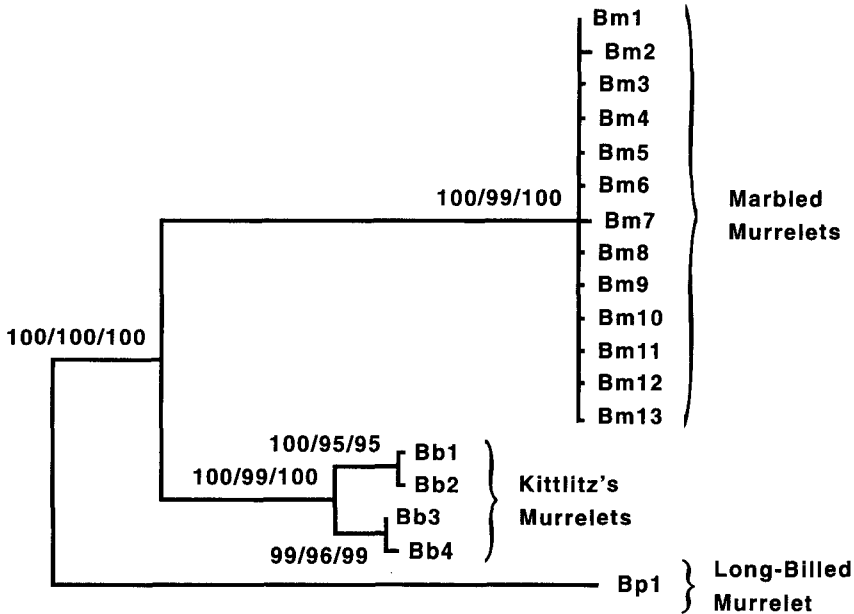 Bm1
Bm2
Bm3
Bm4
Bm5
Bm6
100/99/100
Bm7
Marbled
Murrelets
Bm8
Bm9
Bm10
100/100/100
Bm11
Bm12
Bm13
100/95/95
Bb1
100/99/100
Bb2
Kittlitz's
Murrelets
Bb3
99/96/99
Bb4
Bp1
Long-Billed
Murrelet